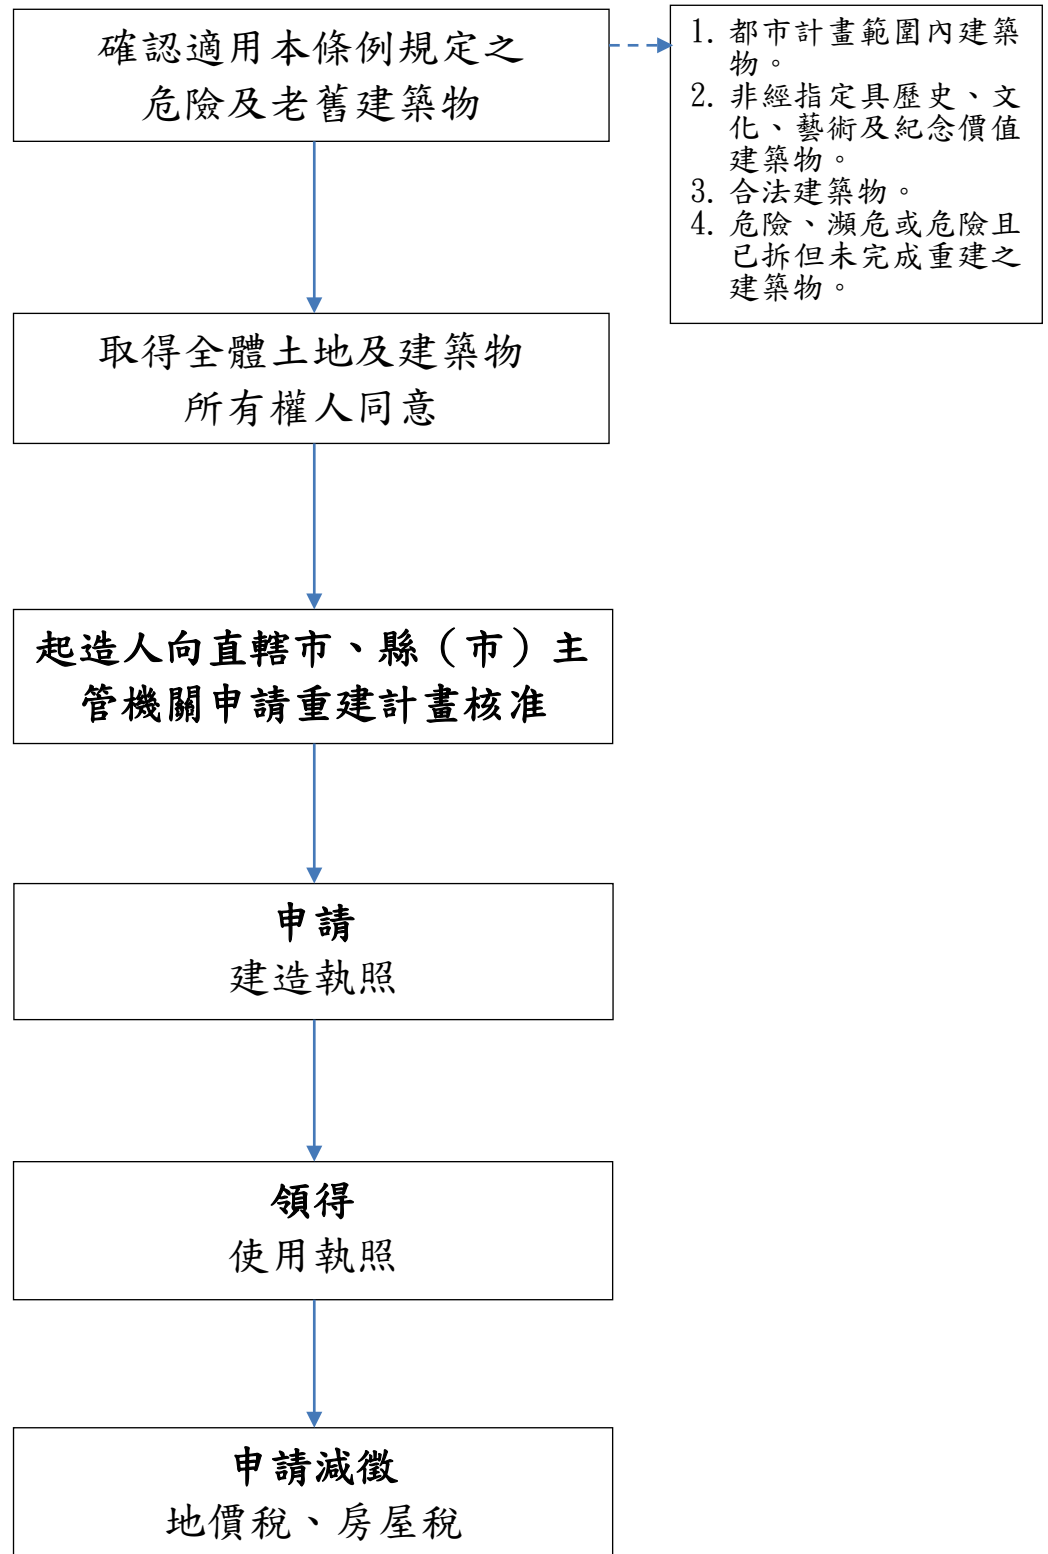 確認適用本條例規定之
危險及老舊建築物
1. 都市計畫範圍內建築
物。
2. 非經指定具歷史、文
化、藝術及紀念價值
建築物。
3. 合法建築物。
4. 危險、瀕危或危險且
已拆但未完成重建之
建築物。
取得全體土地及建築物
所有權人同意
起造人向直轄市、縣（市）主
管機關申請重建計畫核准
申請
建造執照
領得
使用執照
申請減徵
地價稅、房屋稅